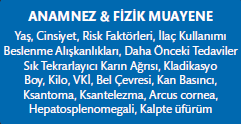 ANAMNEZ & FİZİK MUAYENE
Yaş, Cinsiyet, Risk Faktörleri, İlaç Kullanımı
Beslenme Alışkanlıkları, Daha Önceki Tedaviler
Sık Tekrarlayıcı Karın Ağrısı, Kladikasyo
Boy, Kilo, VKİ, Bel Çevresi, Kan Basıncı,
Ksantoma, Ksantelezma, Arcus cornea,
Hepatosplenomegali, Kalpte üfürüm